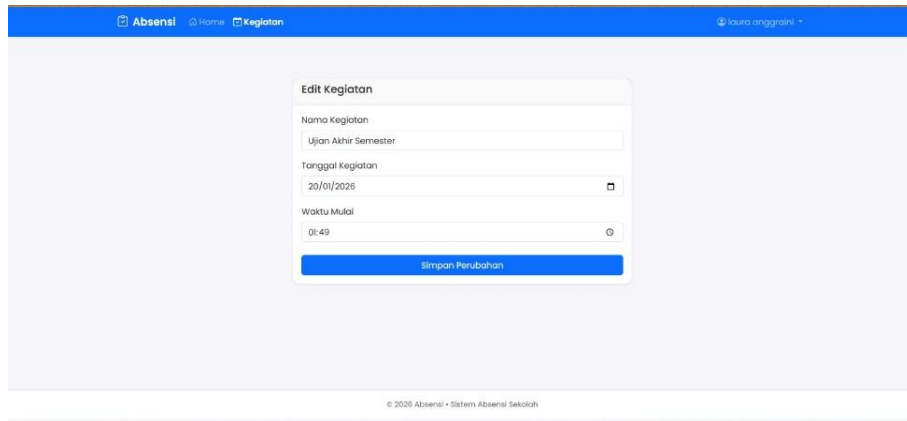 Absensi Home Kegiatan laura anggraini
Edit Kegiatan
Nama Kegiatan
Ujian Akhir Semester
Tanggal Kegiatan
20/01/2026
Waktu Mulai
01:49
Simpan Perubahan
© 2026 Absensi • Sistem Absensi Sekolah